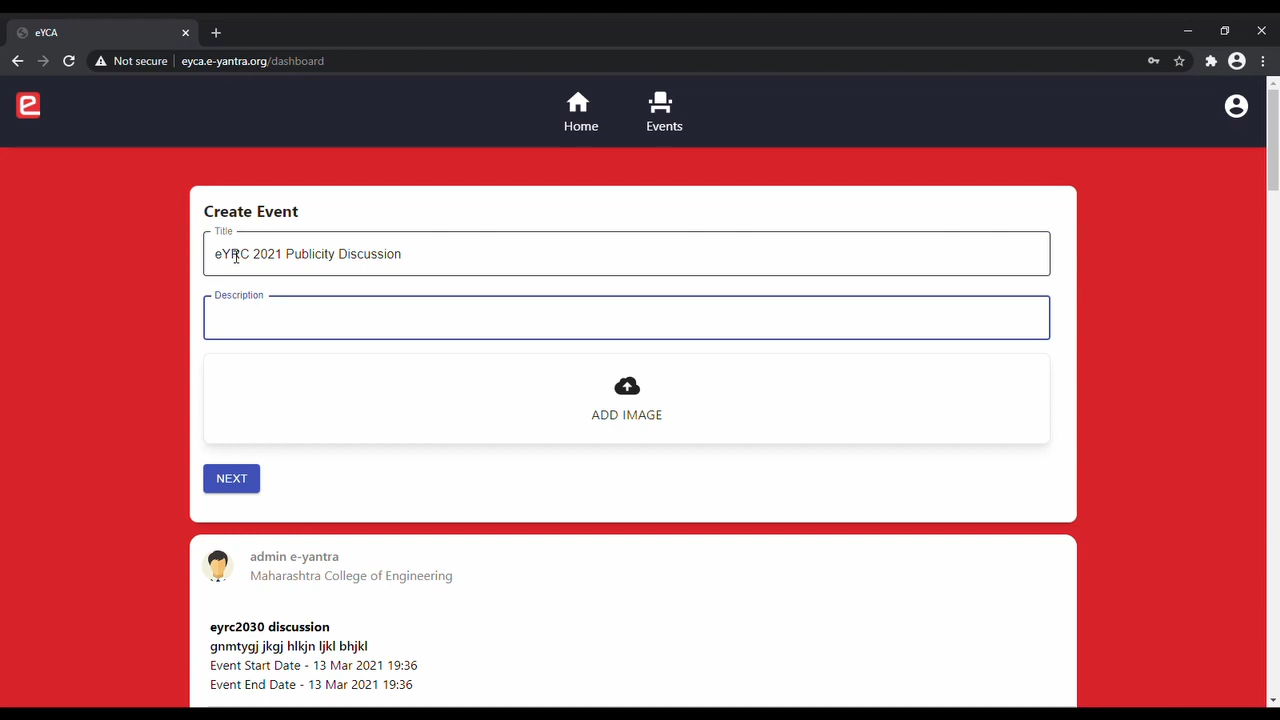 eYCA
Not secure
eyca.e-yantra.org/dashboard
Home
Events
Create Event
Title
eYRC 2021 Publicity Discussion
Description
ADD IMAGE
NEXT
admin e-yantra
Maharashtra College of Engineering
eyrc2030 discussion
gnmtygj jkgj hlkjn ljkl bhjkl
Event Start Date - 13 Mar 2021 19:36
Event End Date - 13 Mar 2021 19:36